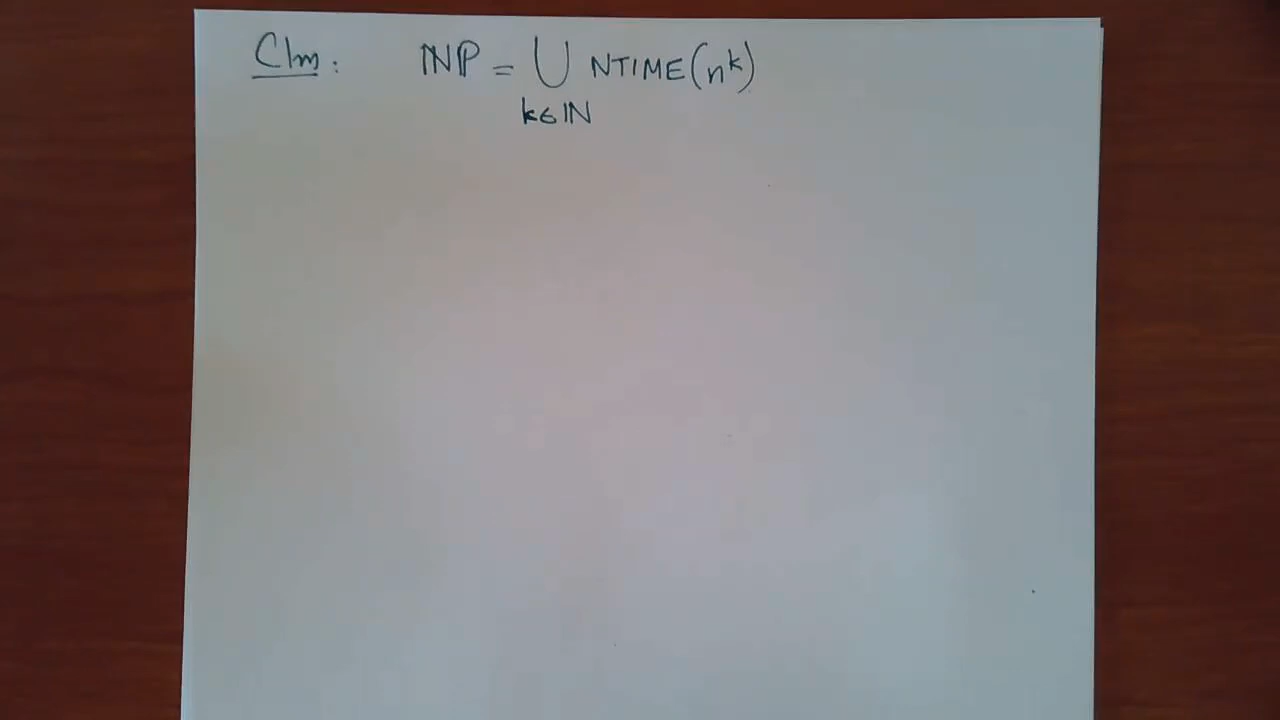 Clm: ℕℙ = ⋃ NTIME(n^k)
k∈ℕ